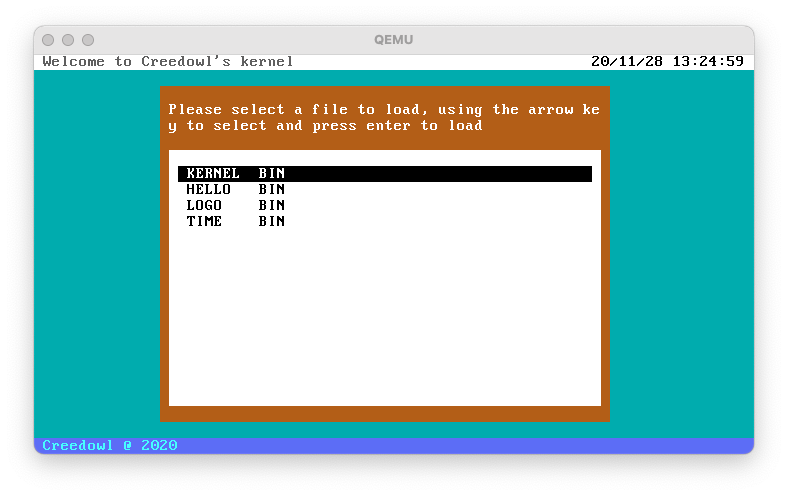 QEMU
Welcome to Creedowl's kernel 20/11/28 13:24:59
Please select a file to load, using the arrow ke
y to select and press enter to load
KERNEL BIN
HELLO BIN
LOGO BIN
TIME BIN
Creedowl @ 2020